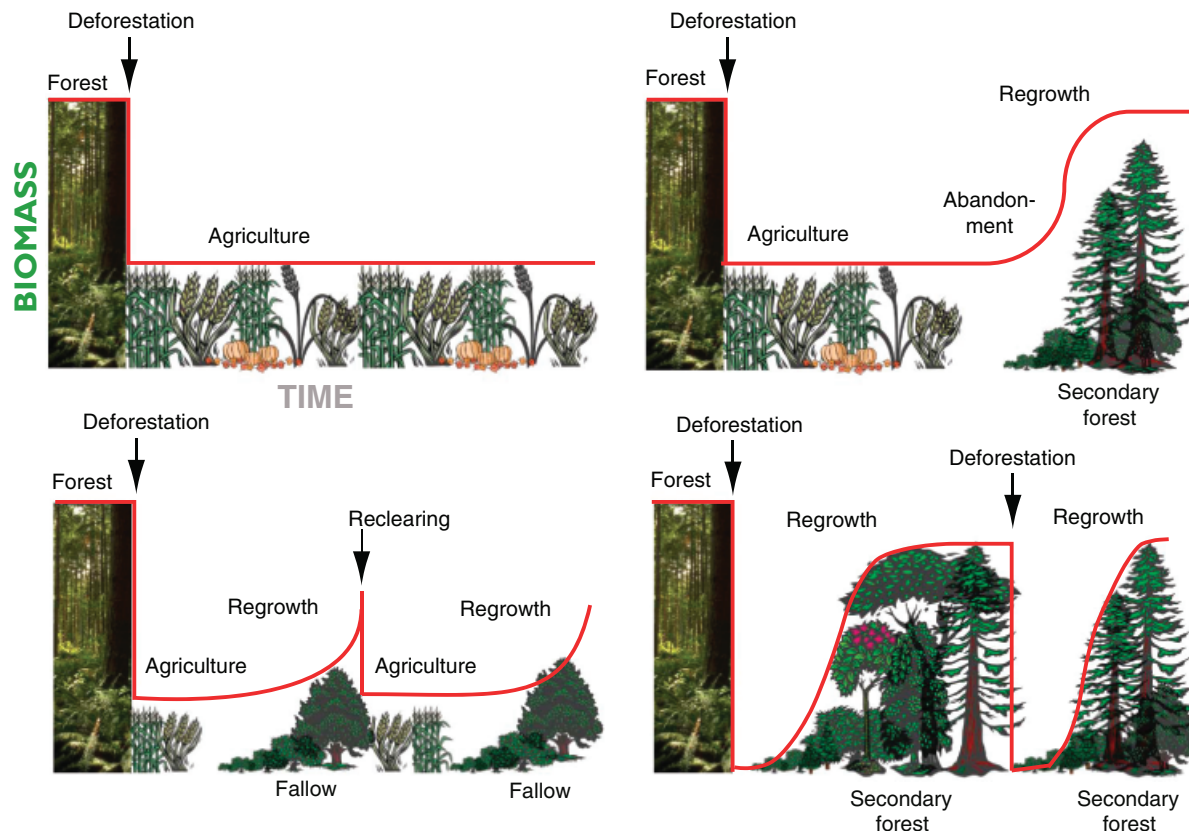 Deforestation
Forest
BIOMASS
Agriculture
TIME
Deforestation
Forest
Regrowth
Abandon-
ment
Agriculture
Secondary
forest
Deforestation
Forest
Reclearing
Regrowth
Regrowth
Agriculture
Agriculture
Fallow
Fallow
Deforestation
Forest
Deforestation
Regrowth
Regrowth
Secondary
forest
Secondary
forest